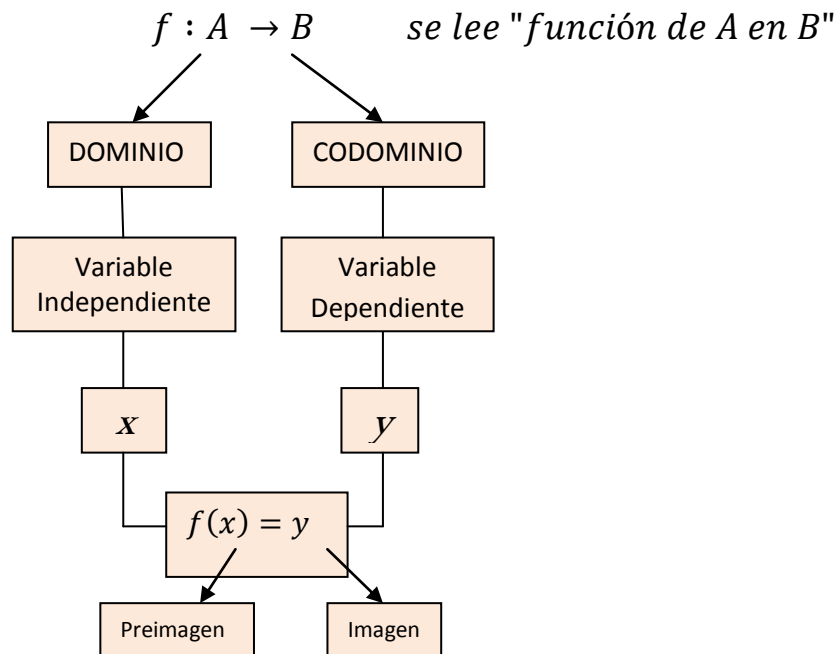 f : A → B se lee "función de A en B"
DOMINIO CODOMINIO
Variable Independiente
Variable Dependiente
x y
f(x) = y
Preimagen Imagen